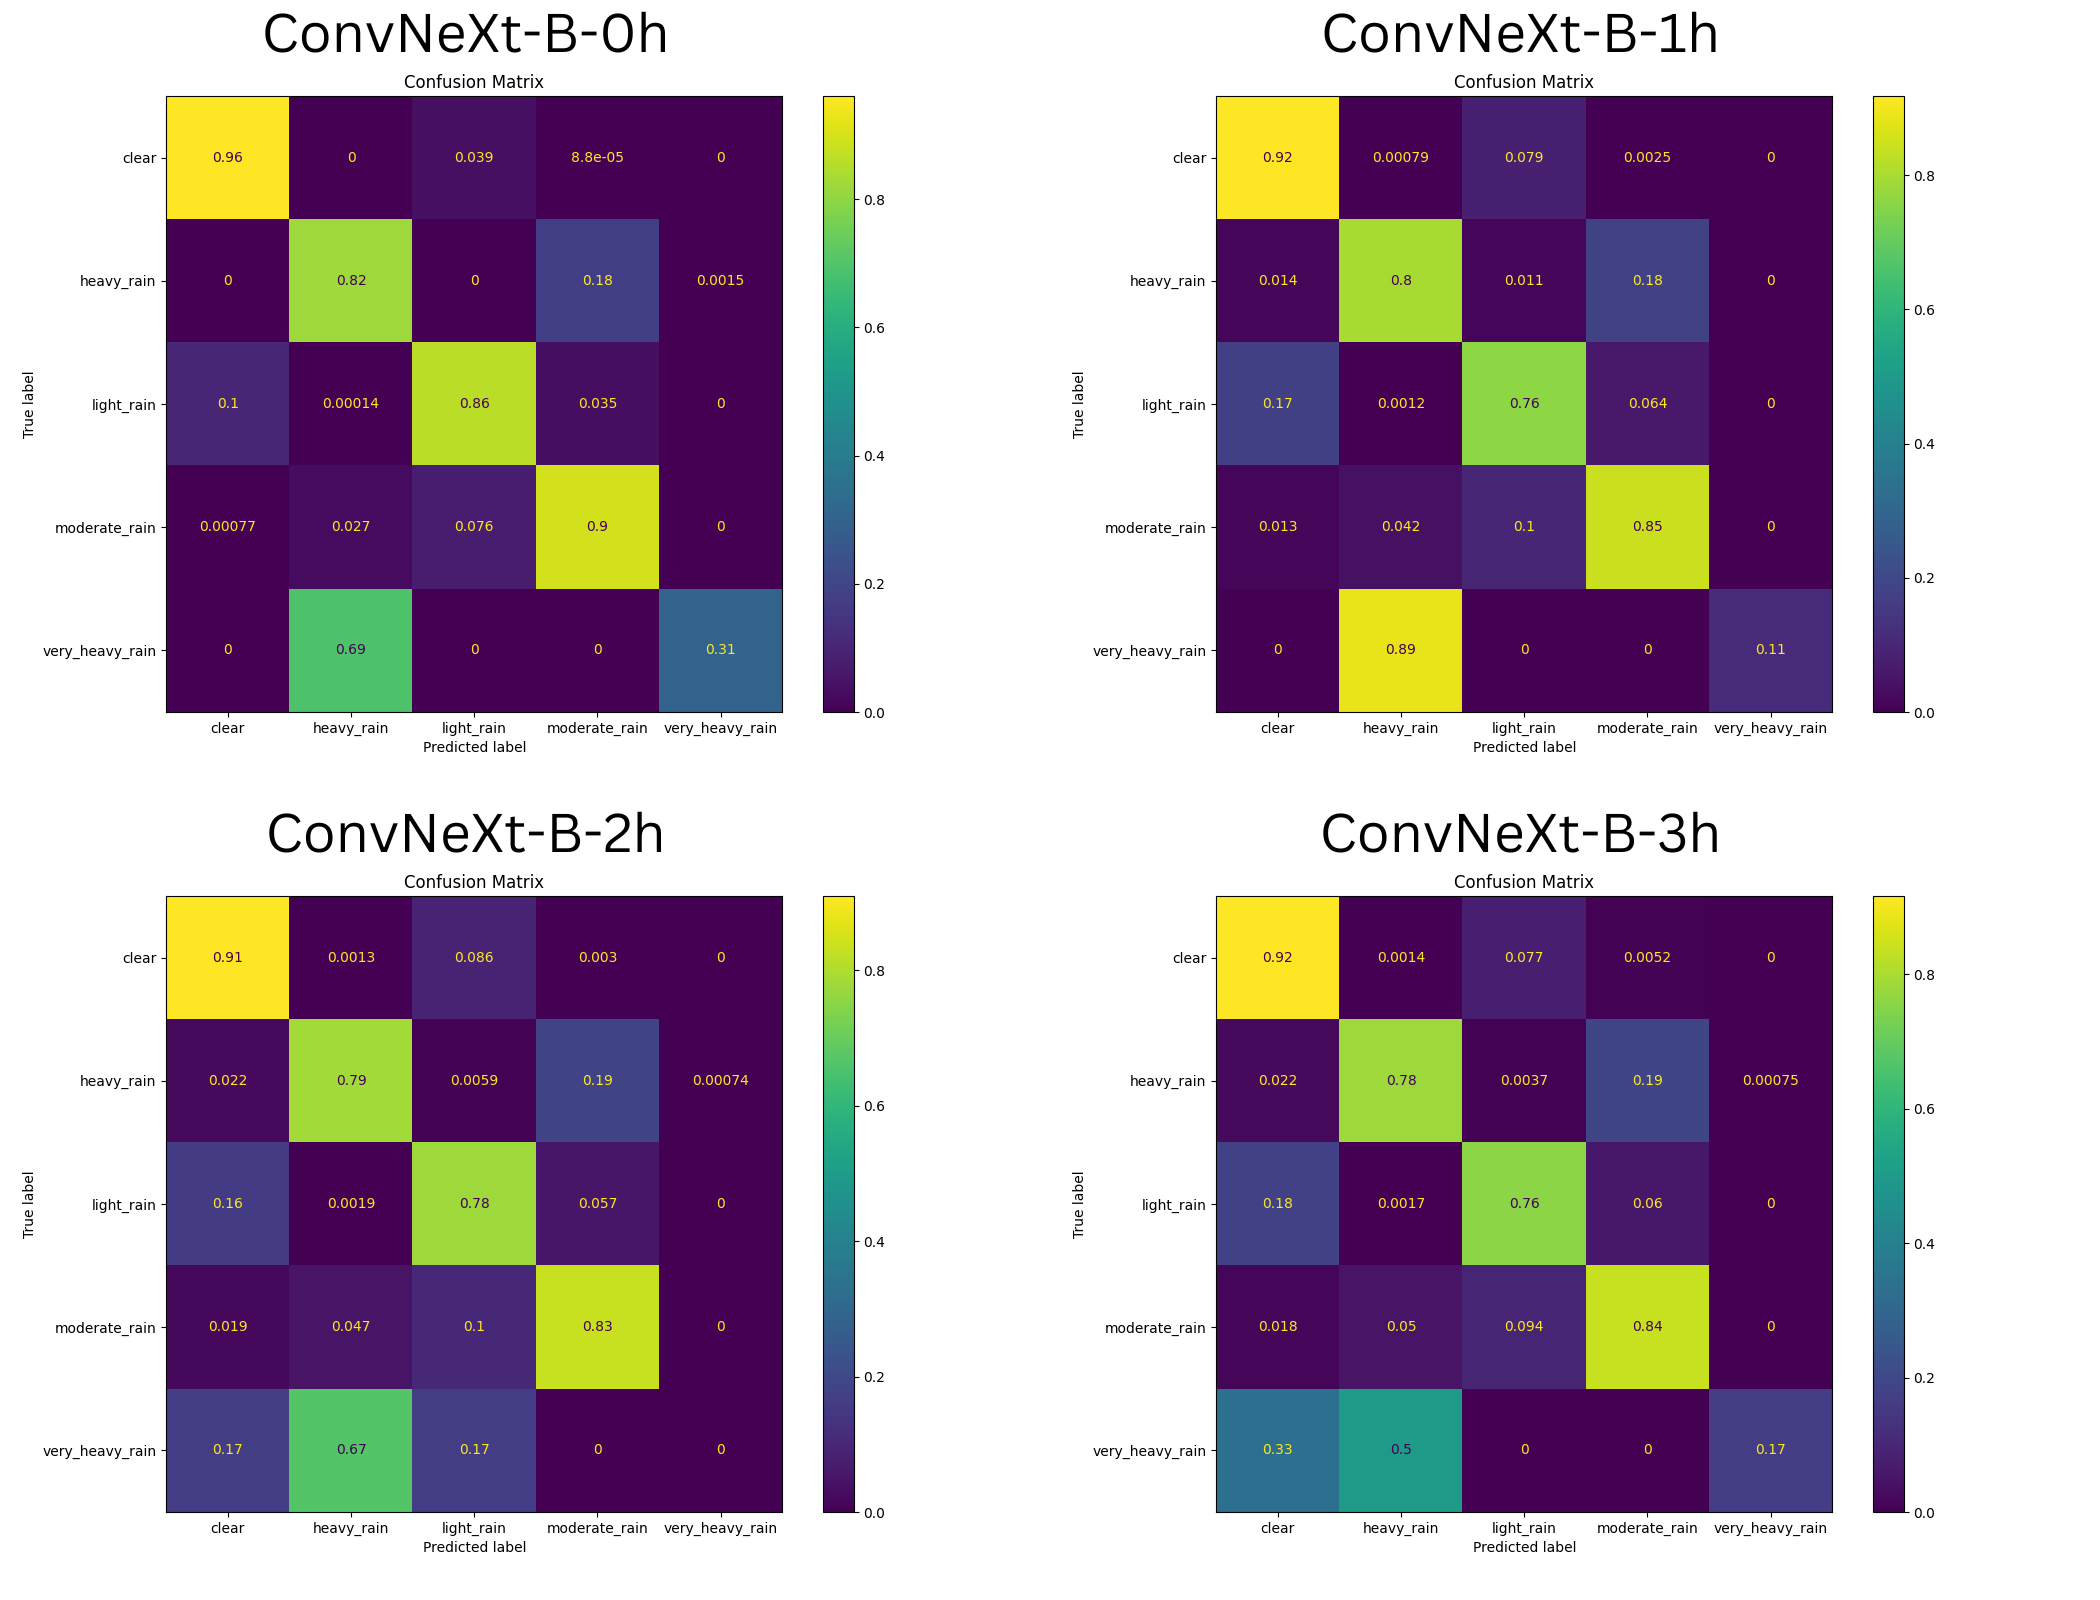 ConvNeXt-B-0h
Confusion Matrix
clear 0.96 0 0.039 8.8e-05 0
heavy_rain 0 0.82 0 0.18 0.0015
light_rain 0.1 0.00014 0.86 0.035 0
moderate_rain 0.00077 0.027 0.076 0.9 0
very_heavy_rain 0 0.69 0 0 0.31
True label
clear heavy_rain light_rain moderate_rain very_heavy_rain
Predicted label
0.8
0.6
0.4
0.2
0.0
ConvNeXt-B-1h
Confusion Matrix
clear 0.92 0.00079 0.079 0.0025 0
heavy_rain 0.014 0.8 0.011 0.18 0
light_rain 0.17 0.0012 0.76 0.064 0
moderate_rain 0.013 0.042 0.1 0.85 0
very_heavy_rain 0 0.89 0 0 0.11
True label
clear heavy_rain light_rain moderate_rain very_heavy_rain
Predicted label
0.8
0.6
0.4
0.2
0.0
ConvNeXt-B-2h
Confusion Matrix
clear 0.91 0.0013 0.086 0.003 0
heavy_rain 0.022 0.79 0.0059 0.19 0.00074
light_rain 0.16 0.0019 0.78 0.057 0
moderate_rain 0.019 0.047 0.1 0.83 0
very_heavy_rain 0.17 0.67 0.17 0 0
True label
clear heavy_rain light_rain moderate_rain very_heavy_rain
Predicted label
0.8
0.6
0.4
0.2
0.0
ConvNeXt-B-3h
Confusion Matrix
clear 0.92 0.0014 0.077 0.0052 0
heavy_rain 0.022 0.78 0.0037 0.19 0.00075
light_rain 0.18 0.0017 0.76 0.06 0
moderate_rain 0.018 0.05 0.094 0.84 0
very_heavy_rain 0.33 0.5 0 0 0.17
True label
clear heavy_rain light_rain moderate_rain very_heavy_rain
Predicted label
0.8
0.6
0.4
0.2
0.0